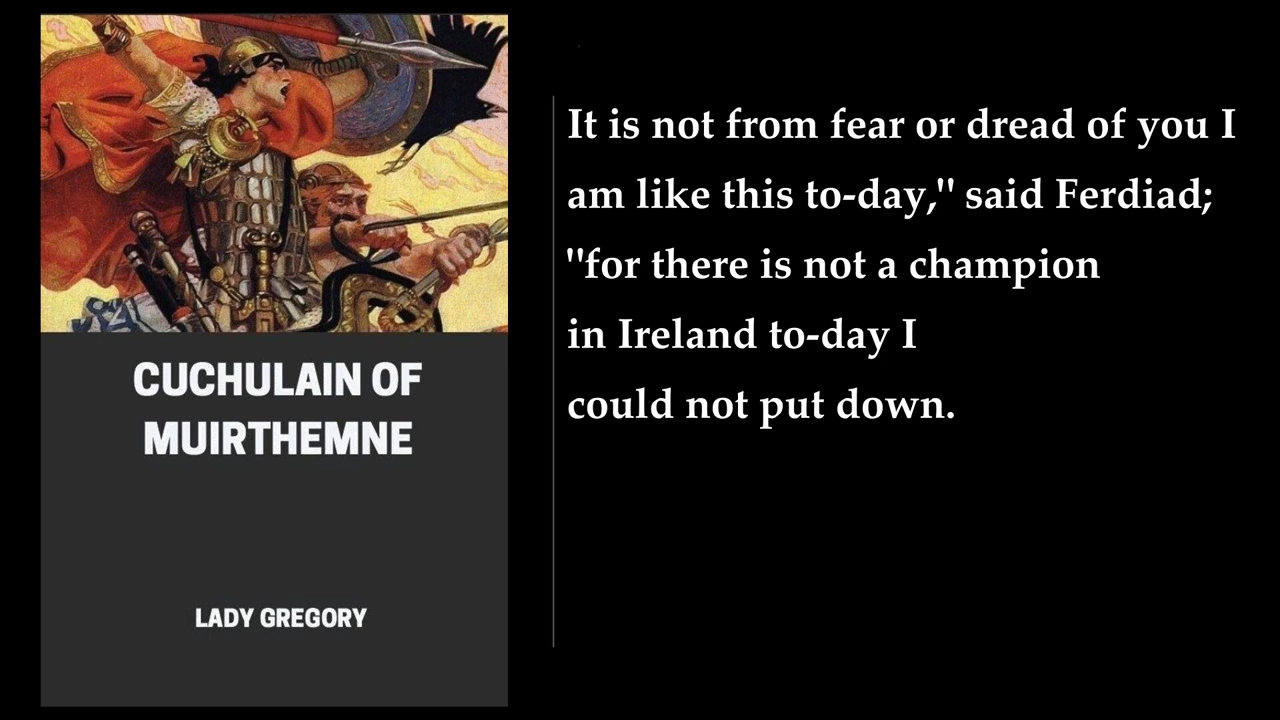 CUCHULAIN OF
MUIRTHEMNE
LADY GREGORY
It is not from fear or dread of you I
am like this to-day," said Ferdiad;
"for there is not a champion
in Ireland to-day I
could not put down.